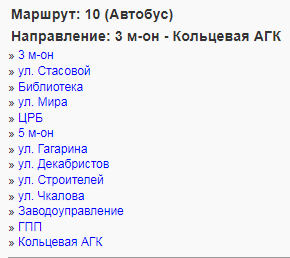 Маршрут: 10 (Автобус)
Направление: 3 м-он - Кольцевая АГК
» 3 м-он
» ул. Стасовой
» Библиотека
» ул. Мира
» ЦРБ
» 5 м-он
» ул. Гагарина
» ул. Декабристов
» ул. Строителей
» ул. Чкалова
» Заводоуправление
» ГПП
» Кольцевая АГК